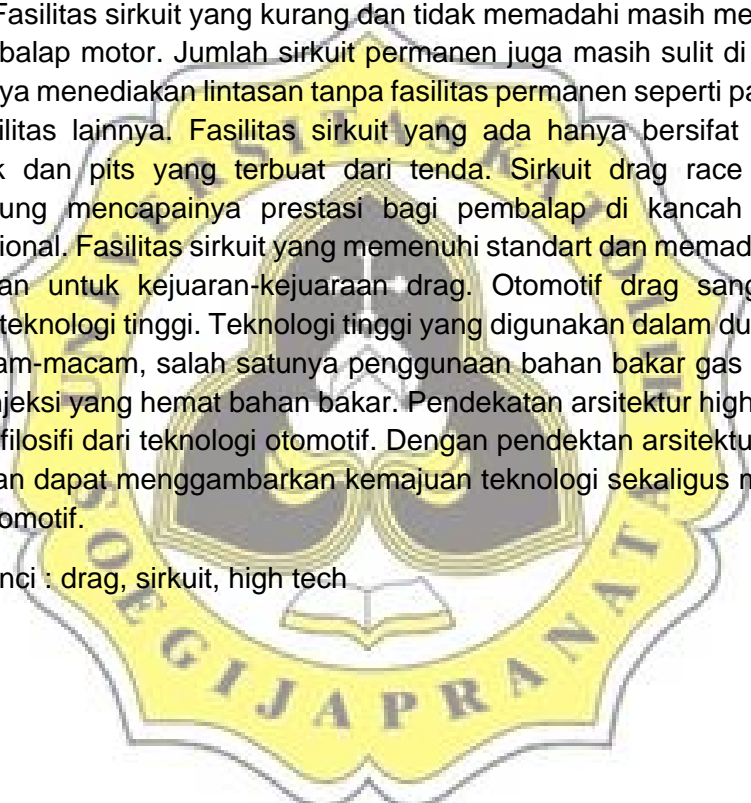 Fasilitas sirkuit yang kurang dan tidak memadahi masih me
balap motor. Jumlah sirkuit permanen juga masih sulit di
ya menediakan lintasan tanpa fasilitas permanen seperti pa
ilitas lainnya. Fasilitas sirkuit yang ada hanya bersifat
k dan pits yang terbuat dari tenda. Sirkuit drag race
ung mencapainya prestasi bagi pembalap di kancah
ional. Fasilitas sirkuit yang memenuhi standart dan memad
an untuk kejuaran-kejuaraan drag. Otomotif drag sang
teknologi tinggi. Teknologi tinggi yang digunakan dalam du
am-macam, salah satunya penggunaan bahan bakar gas
njeksi yang hemat bahan bakar. Pendekatan arsitektur high
filosifi dari teknologi otomotif. Dengan pendektan arsitektu
an dapat menggambarkan kemajuan teknologi sekaligus m
omotif.
nci : drag, sirkuit, high tech
UNIVERSITAS KATOLIK
SOEGIJAPRANATA